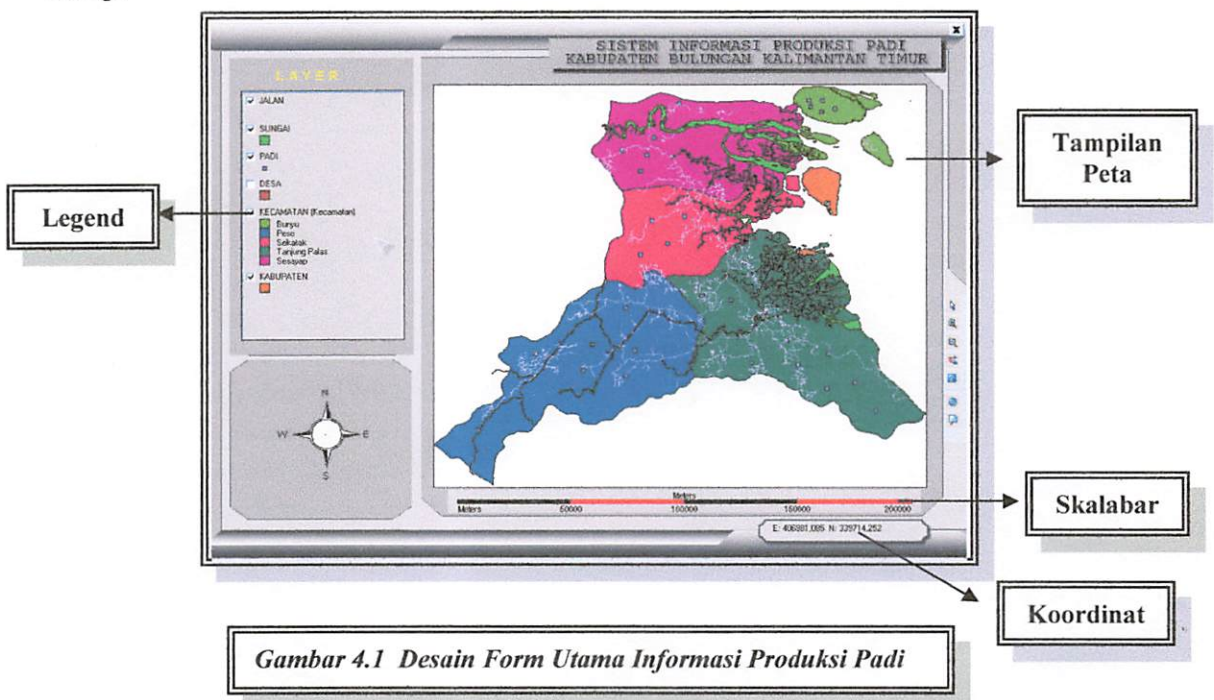 SISTEM INFORMASI PRODUKSI PADI
KABUPATEN BULUNGAN KALIMANTAN TIMUR
LAYER
JALAN
SUNGAI
PADI
DESA
KECAMATAN (Kecamatan)
Bunyu
Peso
Sekatak
Tanjung Palas
Sesayap
KABUPATEN
Legend
Tampilan
Peta
N
W
E
S
Meters
Meters
50000
100000
150000
200000
Skalabar
E: 406981,095 N: 339714,252
Koordinat
Gambar 4.1 Desain Form Utama Informasi Produksi Padi